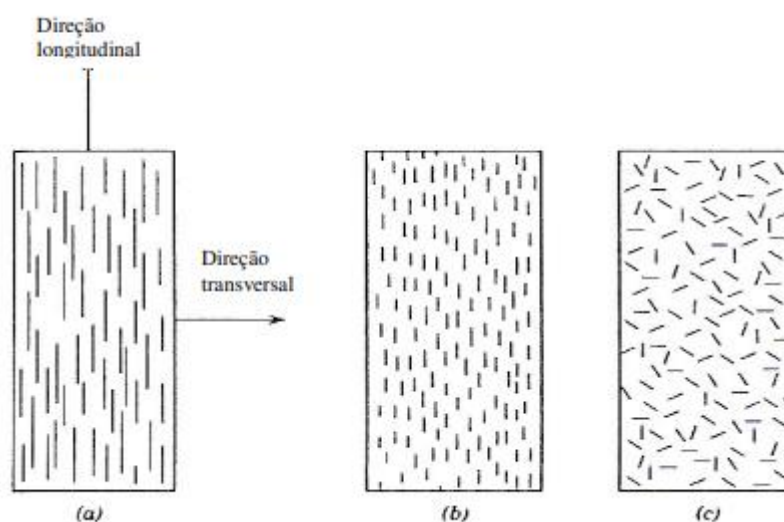 Direção
longitudinal
Direção
transversal
(a)
(b)
(c)